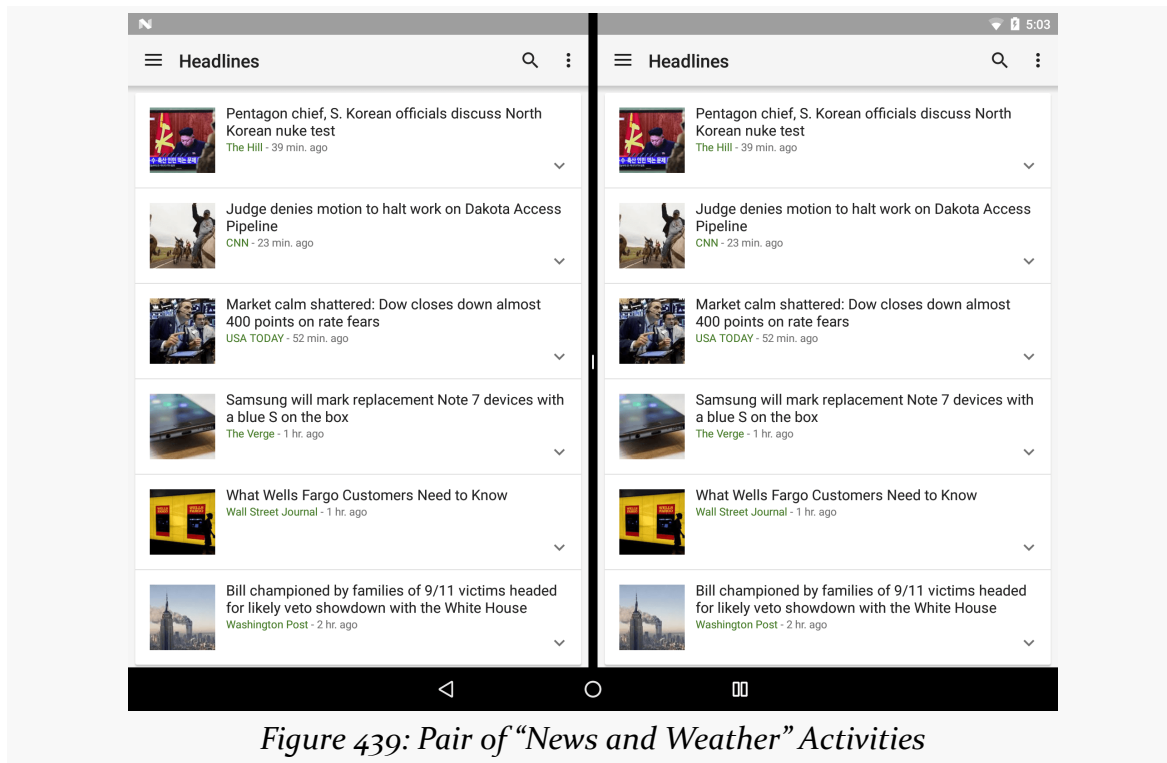 5:03
Headlines
Pentagon chief, S. Korean officials discuss North
Korean nuke test
The Hill - 39 min. ago
Judge denies motion to halt work on Dakota Access
Pipeline
CNN - 23 min. ago
Market calm shattered: Dow closes down almost
400 points on rate fears
USA TODAY - 52 min. ago
Samsung will mark replacement Note 7 devices with
a blue S on the box
The Verge - 1 hr. ago
What Wells Fargo Customers Need to Know
Wall Street Journal - 1 hr. ago
Bill championed by families of 9/11 victims headed
for likely veto showdown with the White House
Washington Post - 2 hr. ago
Headlines
Pentagon chief, S. Korean officials discuss North
Korean nuke test
The Hill - 39 min. ago
Judge denies motion to halt work on Dakota Access
Pipeline
CNN - 23 min. ago
Market calm shattered: Dow closes down almost
400 points on rate fears
USA TODAY - 52 min. ago
Samsung will mark replacement Note 7 devices with
a blue S on the box
The Verge - 1 hr. ago
What Wells Fargo Customers Need to Know
Wall Street Journal - 1 hr. ago
Bill championed by families of 9/11 victims headed
for likely veto showdown with the White House
Washington Post - 2 hr. ago
Figure 439: Pair of “News and Weather” Activities